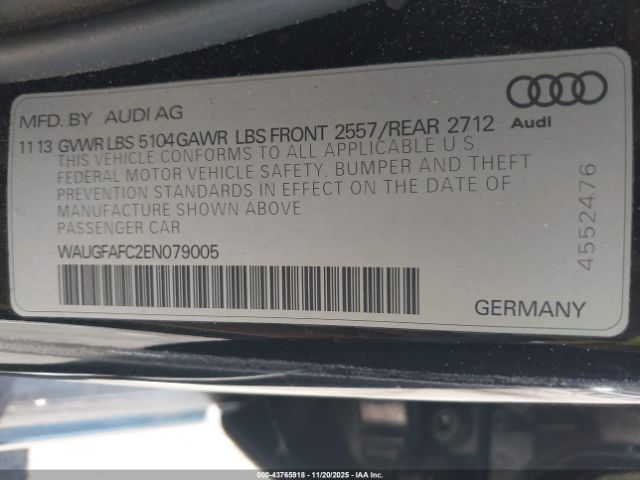 MFD. BY AUDI AG
11 13 GVWR LBS 5104 GAWR LBS FRONT 2557/REAR 2712
THIS VEHICLE CONFORMS TO ALL APPLICABLE U.S.
FEDERAL MOTOR VEHICLE SAFETY, BUMPER AND THEFT
PREVENTION STANDARDS IN EFFECT ON THE DATE OF
MANUFACTURE SHOWN ABOVE
PASSENGER CAR
WAUGFAFC2EN079005
GERMANY
Audi
4552476
000-43765918 - 11/20/2025 - IAA Inc.